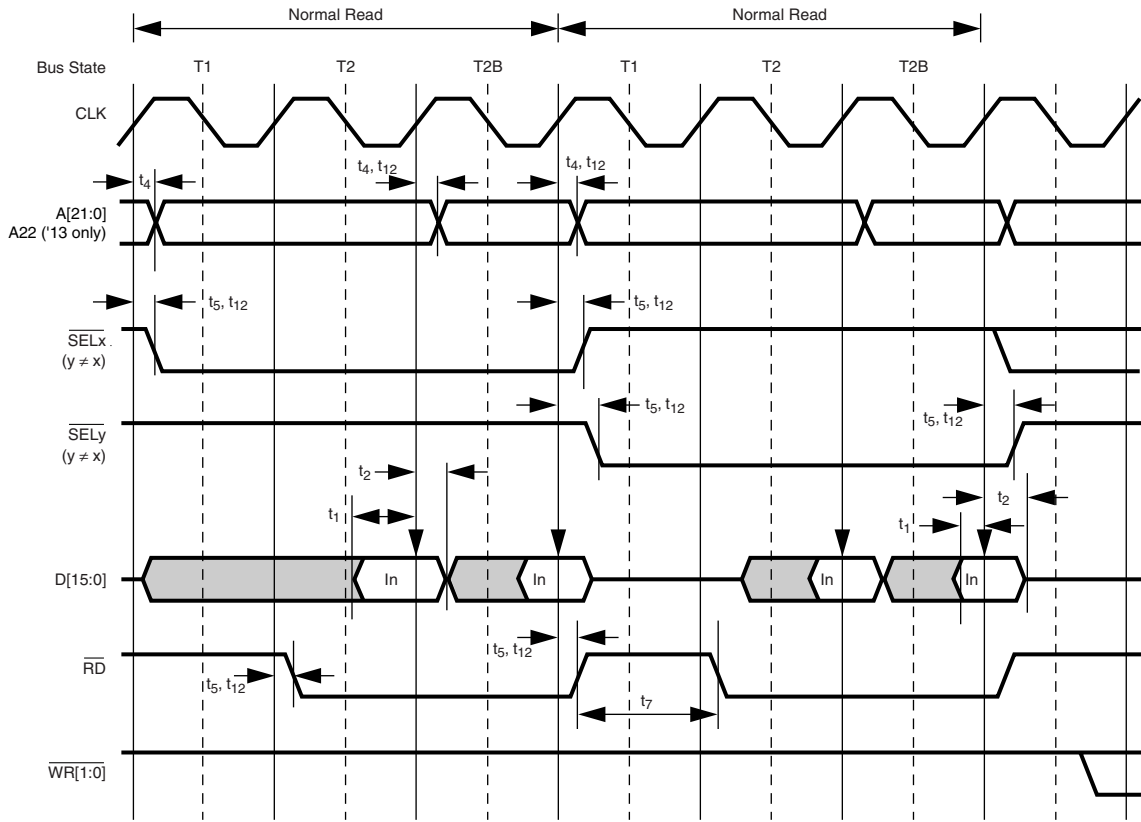 Normal Read Normal Read
Bus State T1 T2 T2B T1 T2 T2B
CLK
t4, t12 t4, t12
t4
A[21:0]
A22 ('13 only)
t5, t12 t5, t12
SELx
(y ≠ x)
t5, t12 t5, t12
SELy
(y ≠ x)
t2 t2
t1 t1
D[15:0] In In In In
t5, t12
RD
t5, t12
t7
WR[1:0]